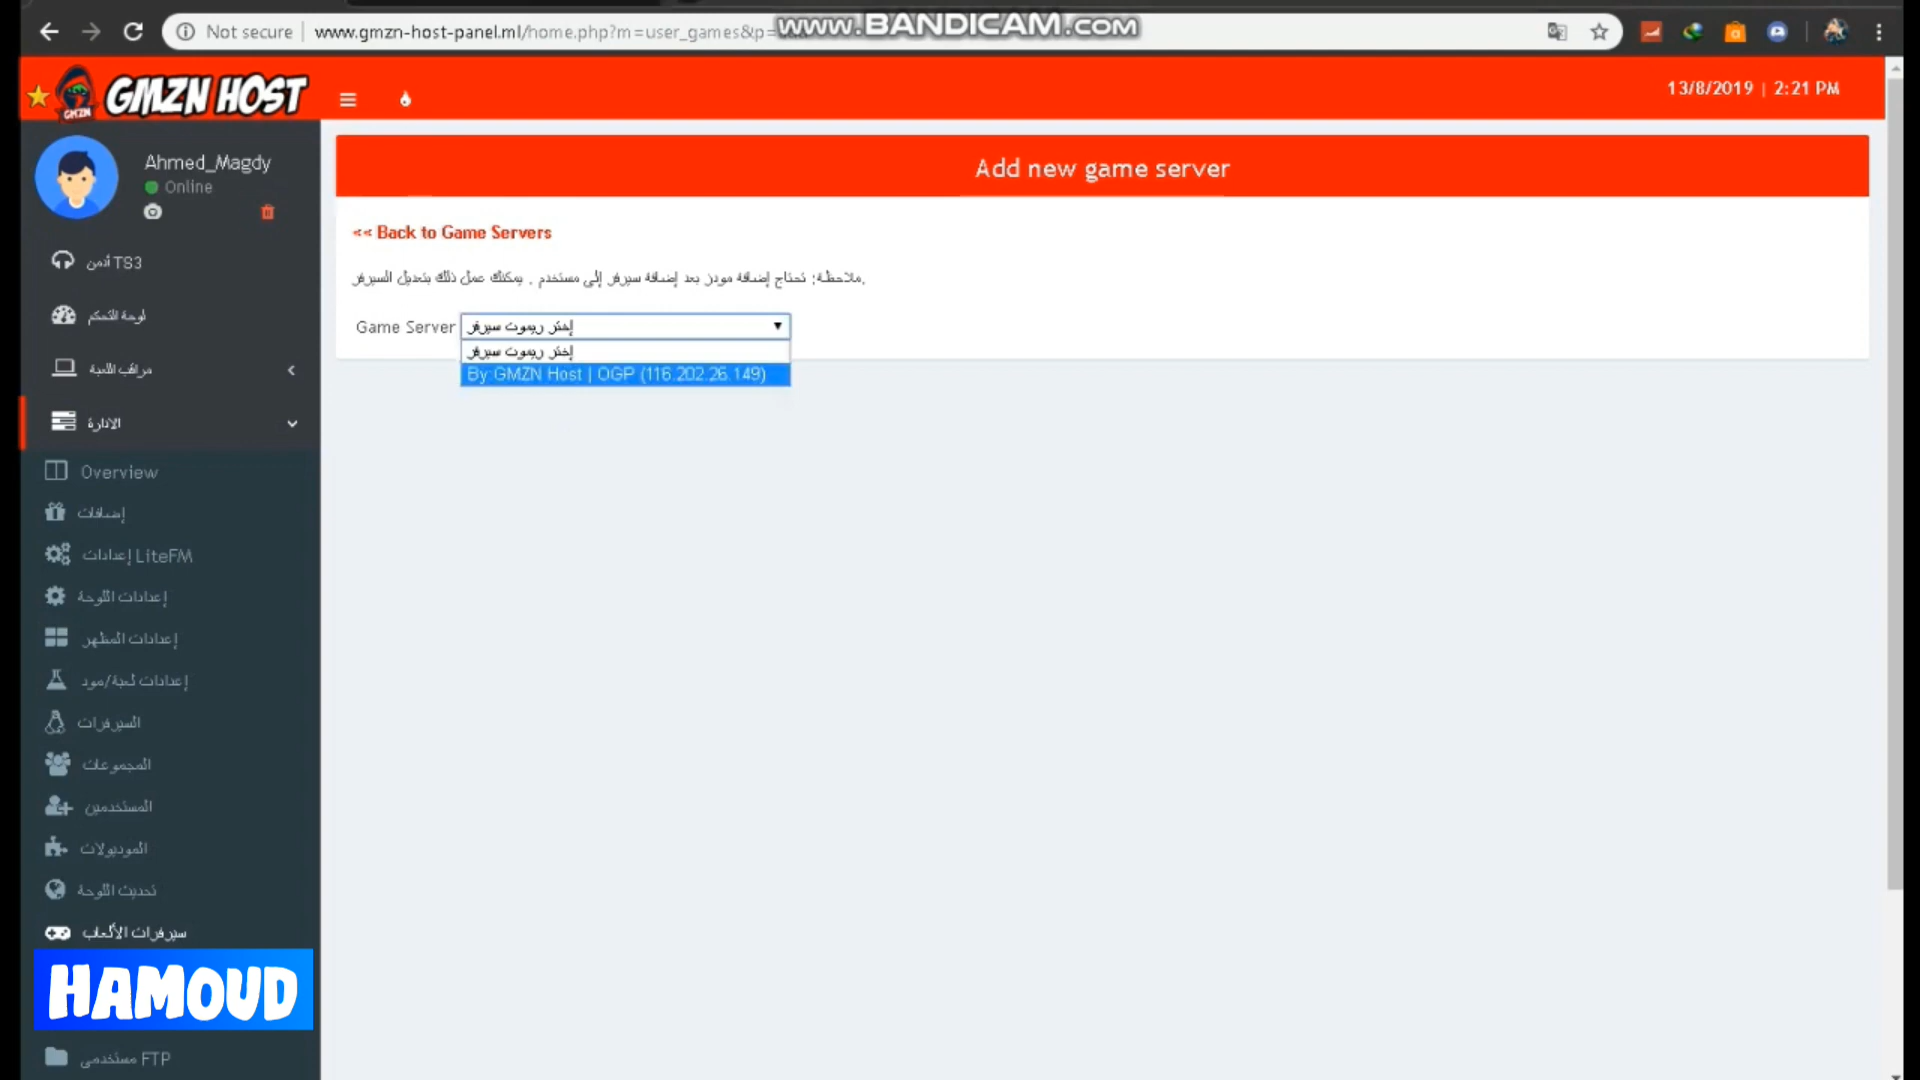 www.BANDICAM.com
Not secure | www.gmzn-host-panel.ml/home.php?m=user_games&p=
GMZN HOST
GMZN
13/8/2019 | 2:21 PM
Ahmed_Magdy
Online
Add new game server
<< Back to Game Servers
ملاحظة: تحتاج إضافة مودز بعد إضافة سيرفر إلى مستخدم , يمكنك عمل ذلك بتعديل السيرفر.
Game Server إختر ريموت سيرفر
إختر ريموت سيرفر
By:GMZN Host | OGP (116.202.26.149)
أدمن TS3
لوحة التحكم
مراقب اللعبة
الادارة
Overview
إضافات
إعدادات LiteFM
إعدادات اللوحة
إعدادات المظهر
إعدادات لعبة/مود
السيرفرات
المجموعات
المستخدمين
الموديولات
تحديث اللوحة
سيرفرات الألعاب
HAMOUD
مستخدمي FTP